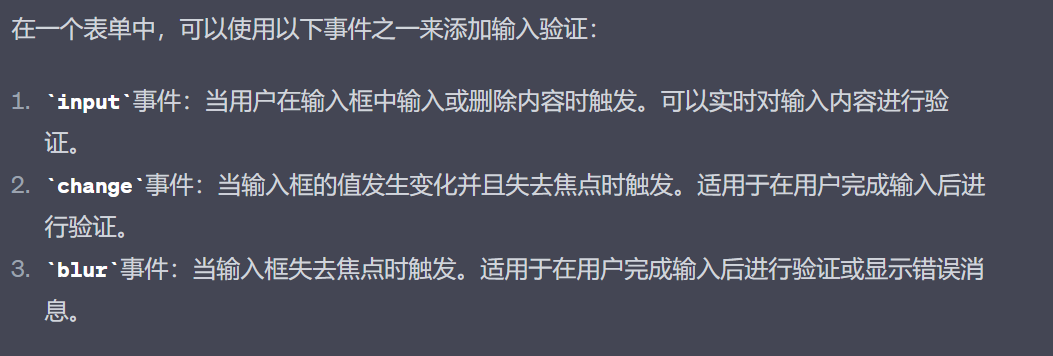 在一个表单中，可以使用以下事件之一来添加输入验证：
1. `input`事件：当用户在输入框中输入或删除内容时触发。可以实时对输入内容进行验
证。
2. `change`事件：当输入框的值发生变化并且失去焦点时触发。适用于在用户完成输入后进
行验证。
3. `blur`事件：当输入框失去焦点时触发。适用于在用户完成输入后进行验证或显示错误消
息。